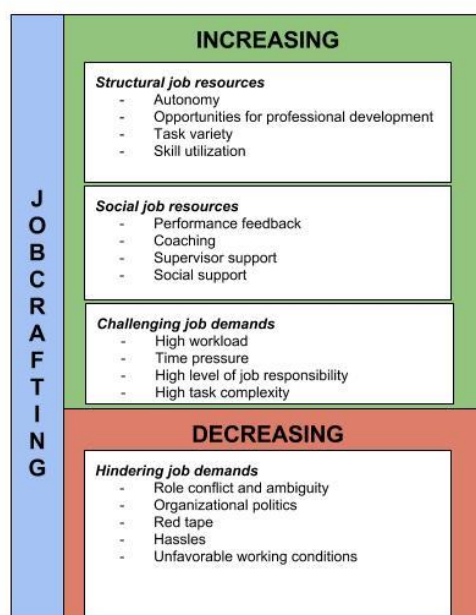 JOBCRAFTING
INCREASING
Structural job resources
- Autonomy
- Opportunities for professional development
- Task variety
- Skill utilization
Social job resources
- Performance feedback
- Coaching
- Supervisor support
- Social support
Challenging job demands
- High workload
- Time pressure
- High level of job responsibility
- High task complexity
DECREASING
Hindering job demands
- Role conflict and ambiguity
- Organizational politics
- Red tape
- Hassles
- Unfavorable working conditions